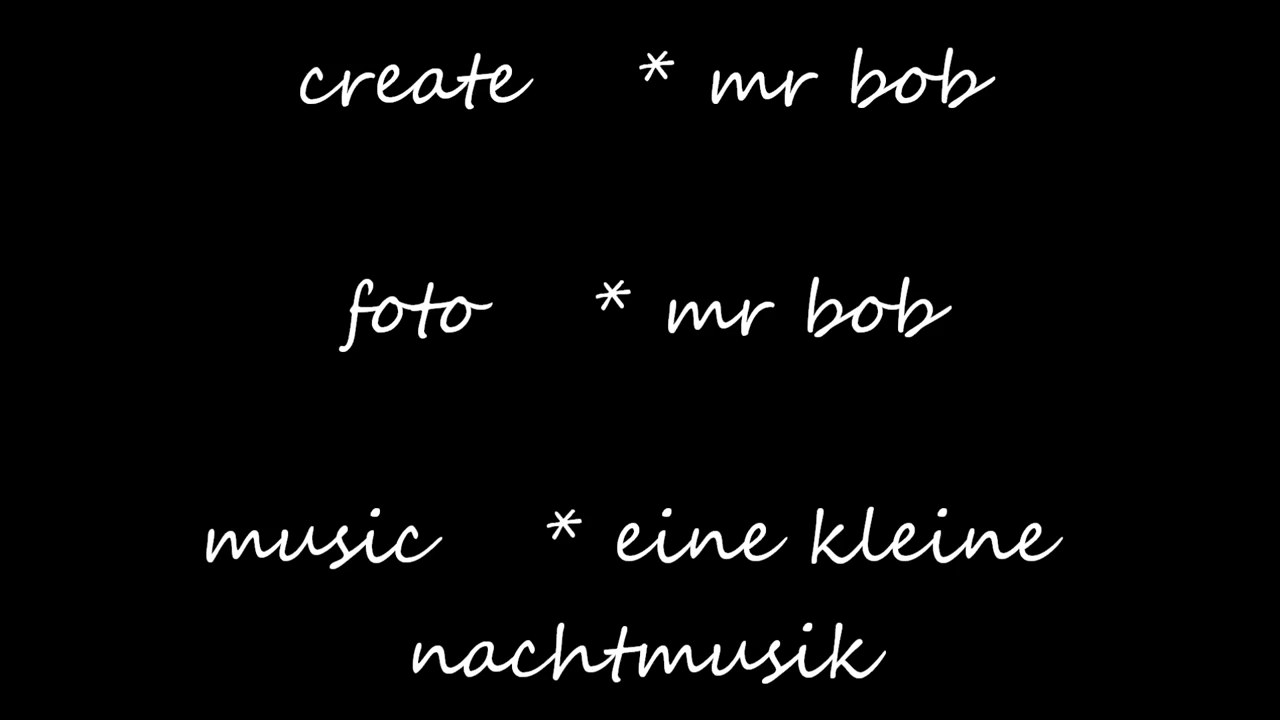 create * mr bob
foto * mr bob
music * eine kleine
nachtmusik